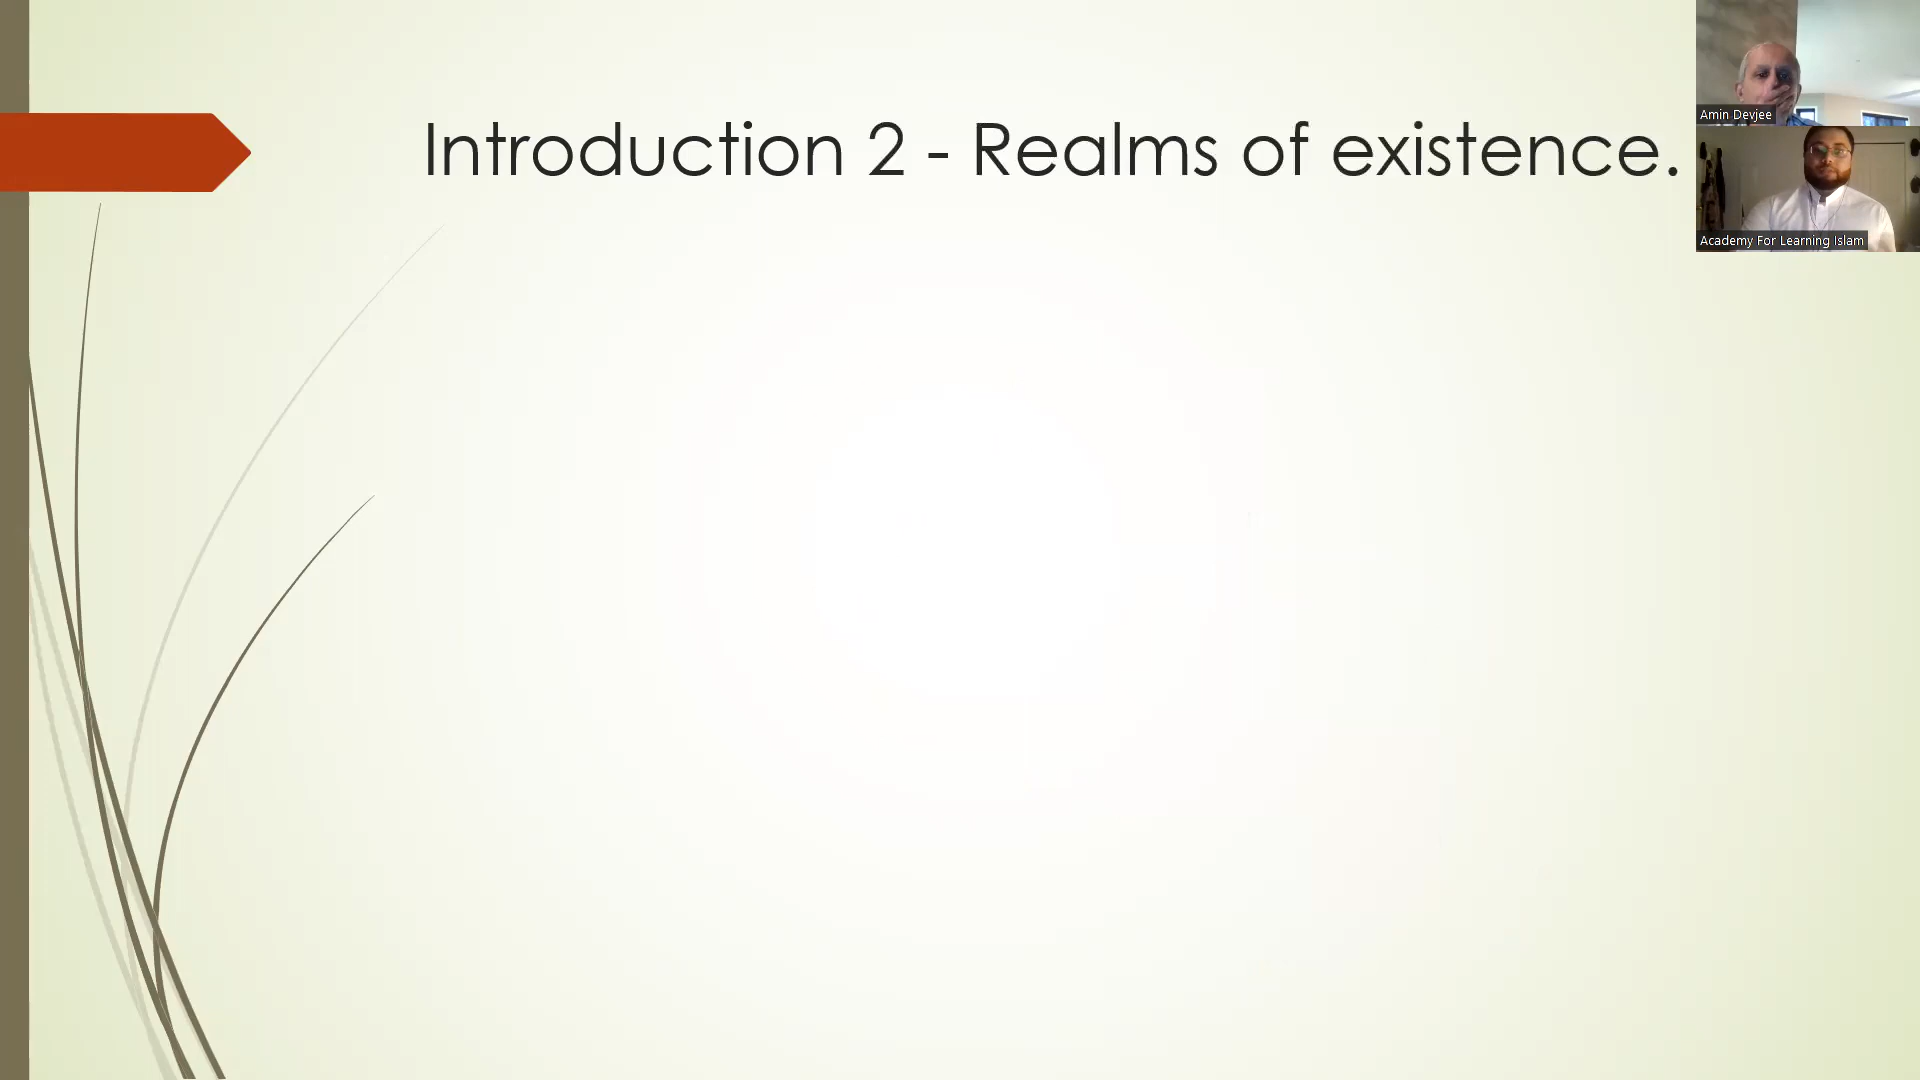 Introduction 2 - Realms of existence.
Amin Devjee
Academy For Learning Islam